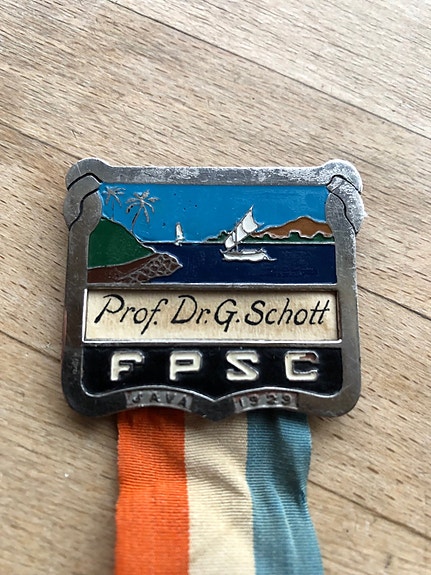 Prof. Dr. G. Schott
FPSC
JAVA 1929